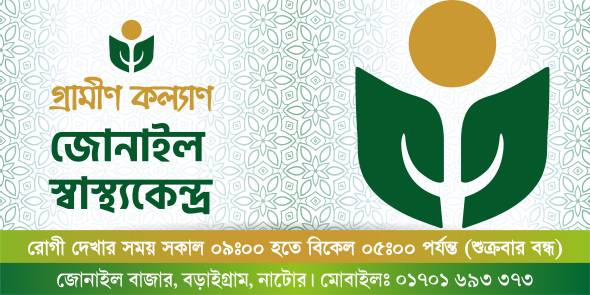 গ্রামীণ কল্যাণ
জোনাইল
স্বাস্থ্যকেন্দ্র
রোগী দেখার সময় সকাল ০৯ঃ০০ হতে বিকেল ০৫ঃ০০ পর্যন্ত (শুক্রবার বন্ধ)
জোনাইল বাজার, বড়াইগ্রাম, নাটোর। মোবাইলঃ ০১৭০১ ৬৯৩ ৩৭৩